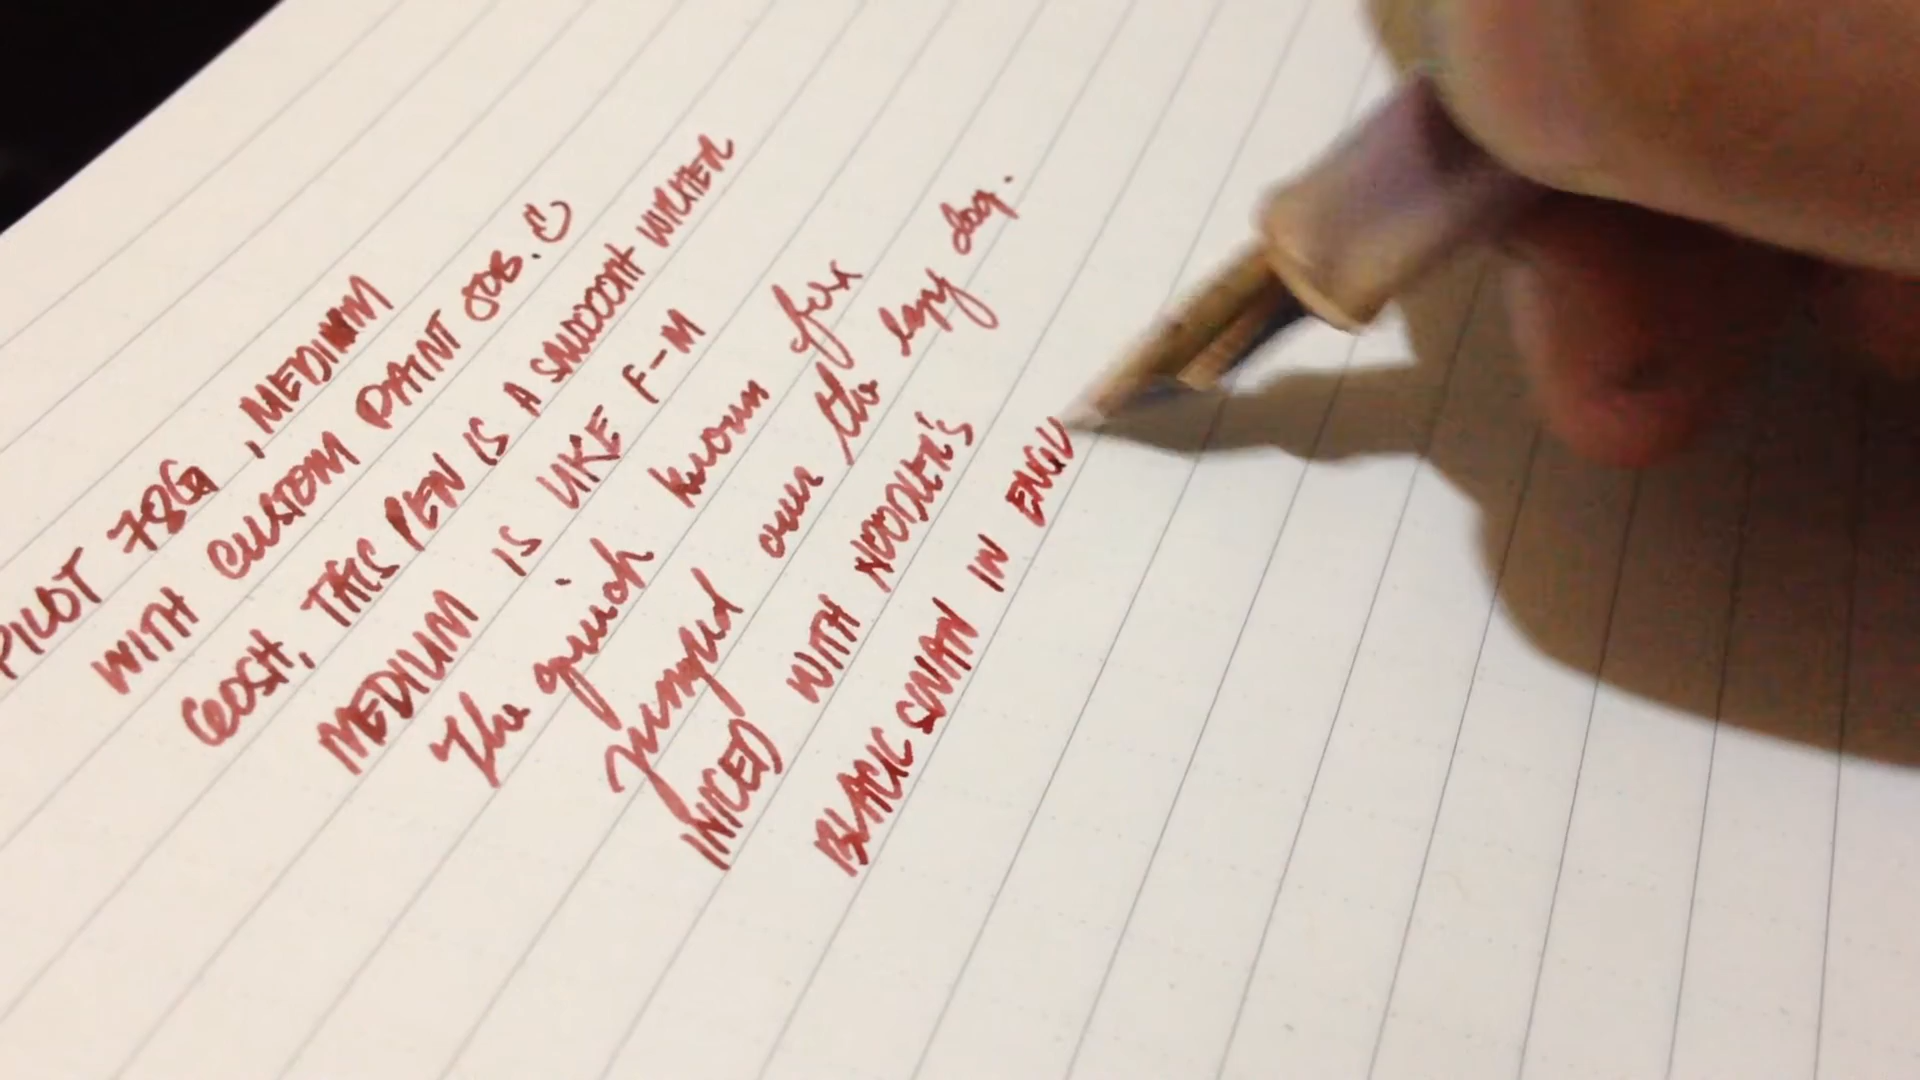 PILOT 78G, MEDIUM
WITH CUSTOM PAINT JOB.
GOSH, THIS PEN IS A SMOOOOTH WRITER
MEDIUM IS LIKE F-M
The quick brown fox
jumped over the lazy dog.
INKED WITH NOODLER'S
BLACK SWAN IN ENGL